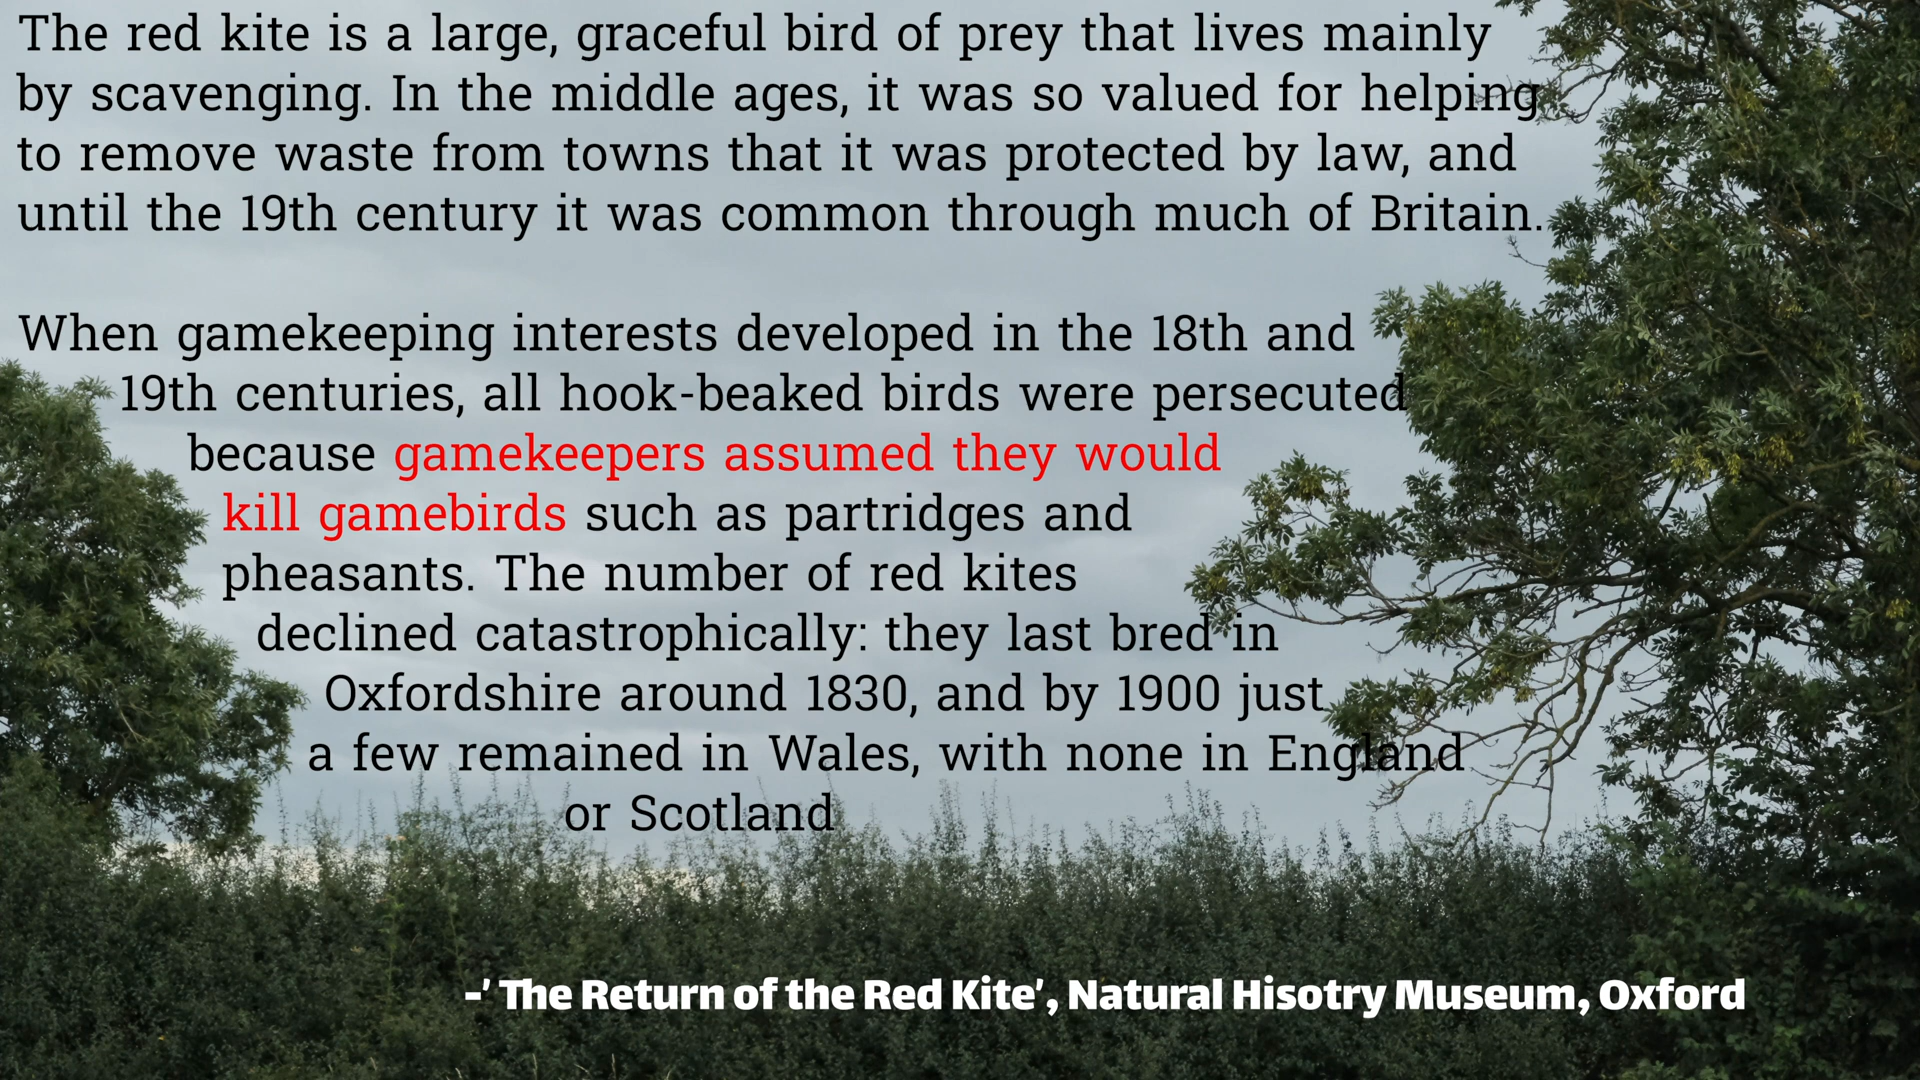 The red kite is a large, graceful bird of prey that lives mainly
by scavenging. In the middle ages, it was so valued for helping
to remove waste from towns that it was protected by law, and
until the 19th century it was common through much of Britain.
When gamekeeping interests developed in the 18th and
19th centuries, all hook-beaked birds were persecuted
because gamekeepers assumed they would
kill gamebirds such as partridges and
pheasants. The number of red kites
declined catastrophically: they last bred in
Oxfordshire around 1830, and by 1900 just
a few remained in Wales, with none in England
or Scotland
-' The Return of the Red Kite', Natural Hisotry Museum, Oxford